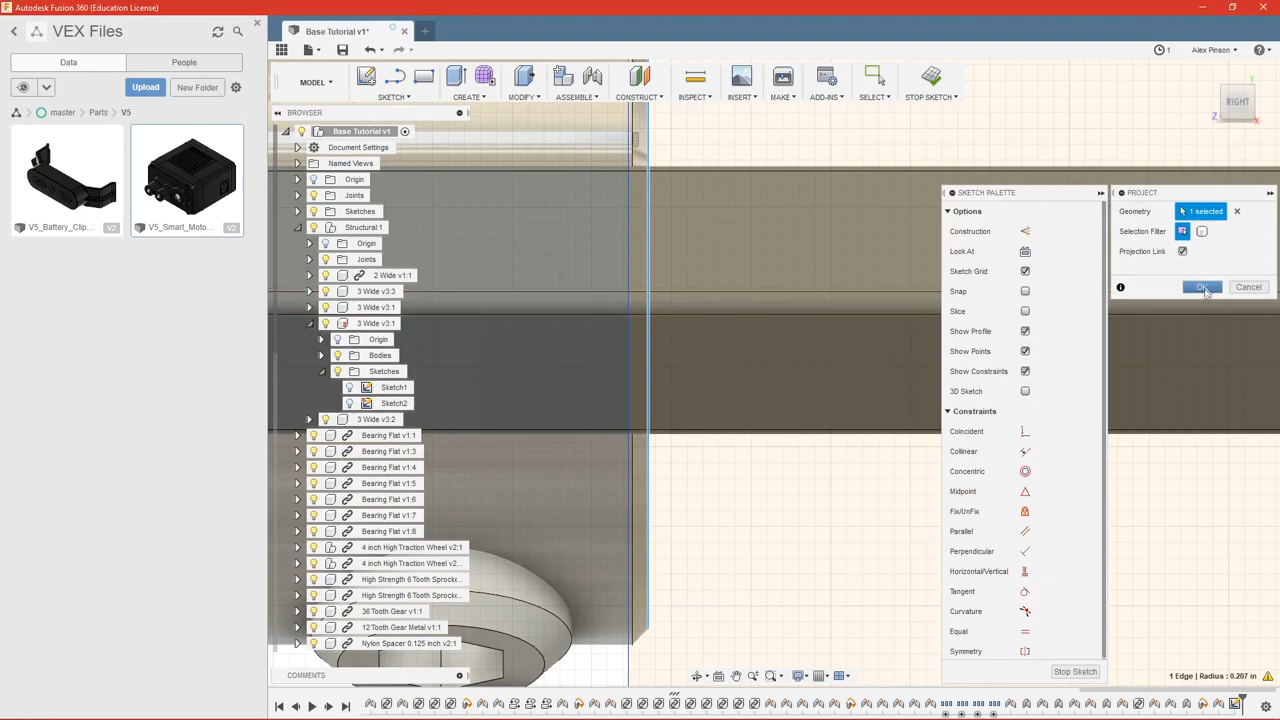 Autodesk Fusion 360 (Education License)
VEX Files
Data People
Upload New Folder
master Parts V5
V5_Battery_Clip... V2
V5_Smart_Moto... V2
Base Tutorial v1*
1 Alex Pinson
MODEL
SKETCH CREATE MODIFY ASSEMBLE CONSTRUCT INSPECT INSERT MAKE ADD-INS SELECT STOP SKETCH
BROWSER
Base Tutorial v1
Document Settings
Named Views
Origin
Joints
Sketches
Structural:1
Origin
Joints
2 Wide v1:1
3 Wide v3:3
3 Wide v3:1
3 Wide v3:1
Origin
Bodies
Sketches
Sketch1
Sketch2
3 Wide v3:2
Bearing Flat v1:1
Bearing Flat v1:3
Bearing Flat v1:4
Bearing Flat v1:5
Bearing Flat v1:6
Bearing Flat v1:7
Bearing Flat v1:8
4 inch High Traction Wheel v2:1
4 inch High Traction Wheel v2...
High Strength 6 Tooth Sprock...
High Strength 6 Tooth Sprock...
36 Tooth Gear v1:1
12 Tooth Gear Metal v1:1
Nylon Spacer 0.125 inch v2:1
COMMENTS
Y
RIGHT
Z
X
SKETCH PALETTE
Options
Construction
Look At
Sketch Grid
Snap
Slice
Show Profile
Show Points
Show Constraints
3D Sketch
Constraints
Coincident
Collinear
Concentric
Midpoint
Fix/UnFix
Parallel
Perpendicular
Horizontal/Vertical
Tangent
Curvature
Equal
Symmetry
Stop Sketch
PROJECT
Geometry 1 selected
Selection Filter
Projection Link
OK Cancel
1 Edge | Radius : 0.207 in